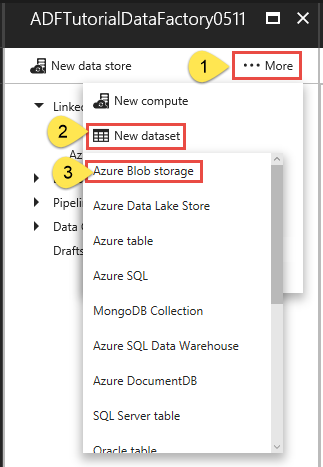 ADFTutorialDataFactory0511
New data store
1
... More
Linke
New compute
2
New dataset
Az
3
Azure Blob storage
Azure Data Lake Store
Pipelin
Azure table
Data G
Drafts
Azure SQL
MongoDB Collection
Azure SQL Data Warehouse
Azure DocumentDB
SQL Server table
Oracle table